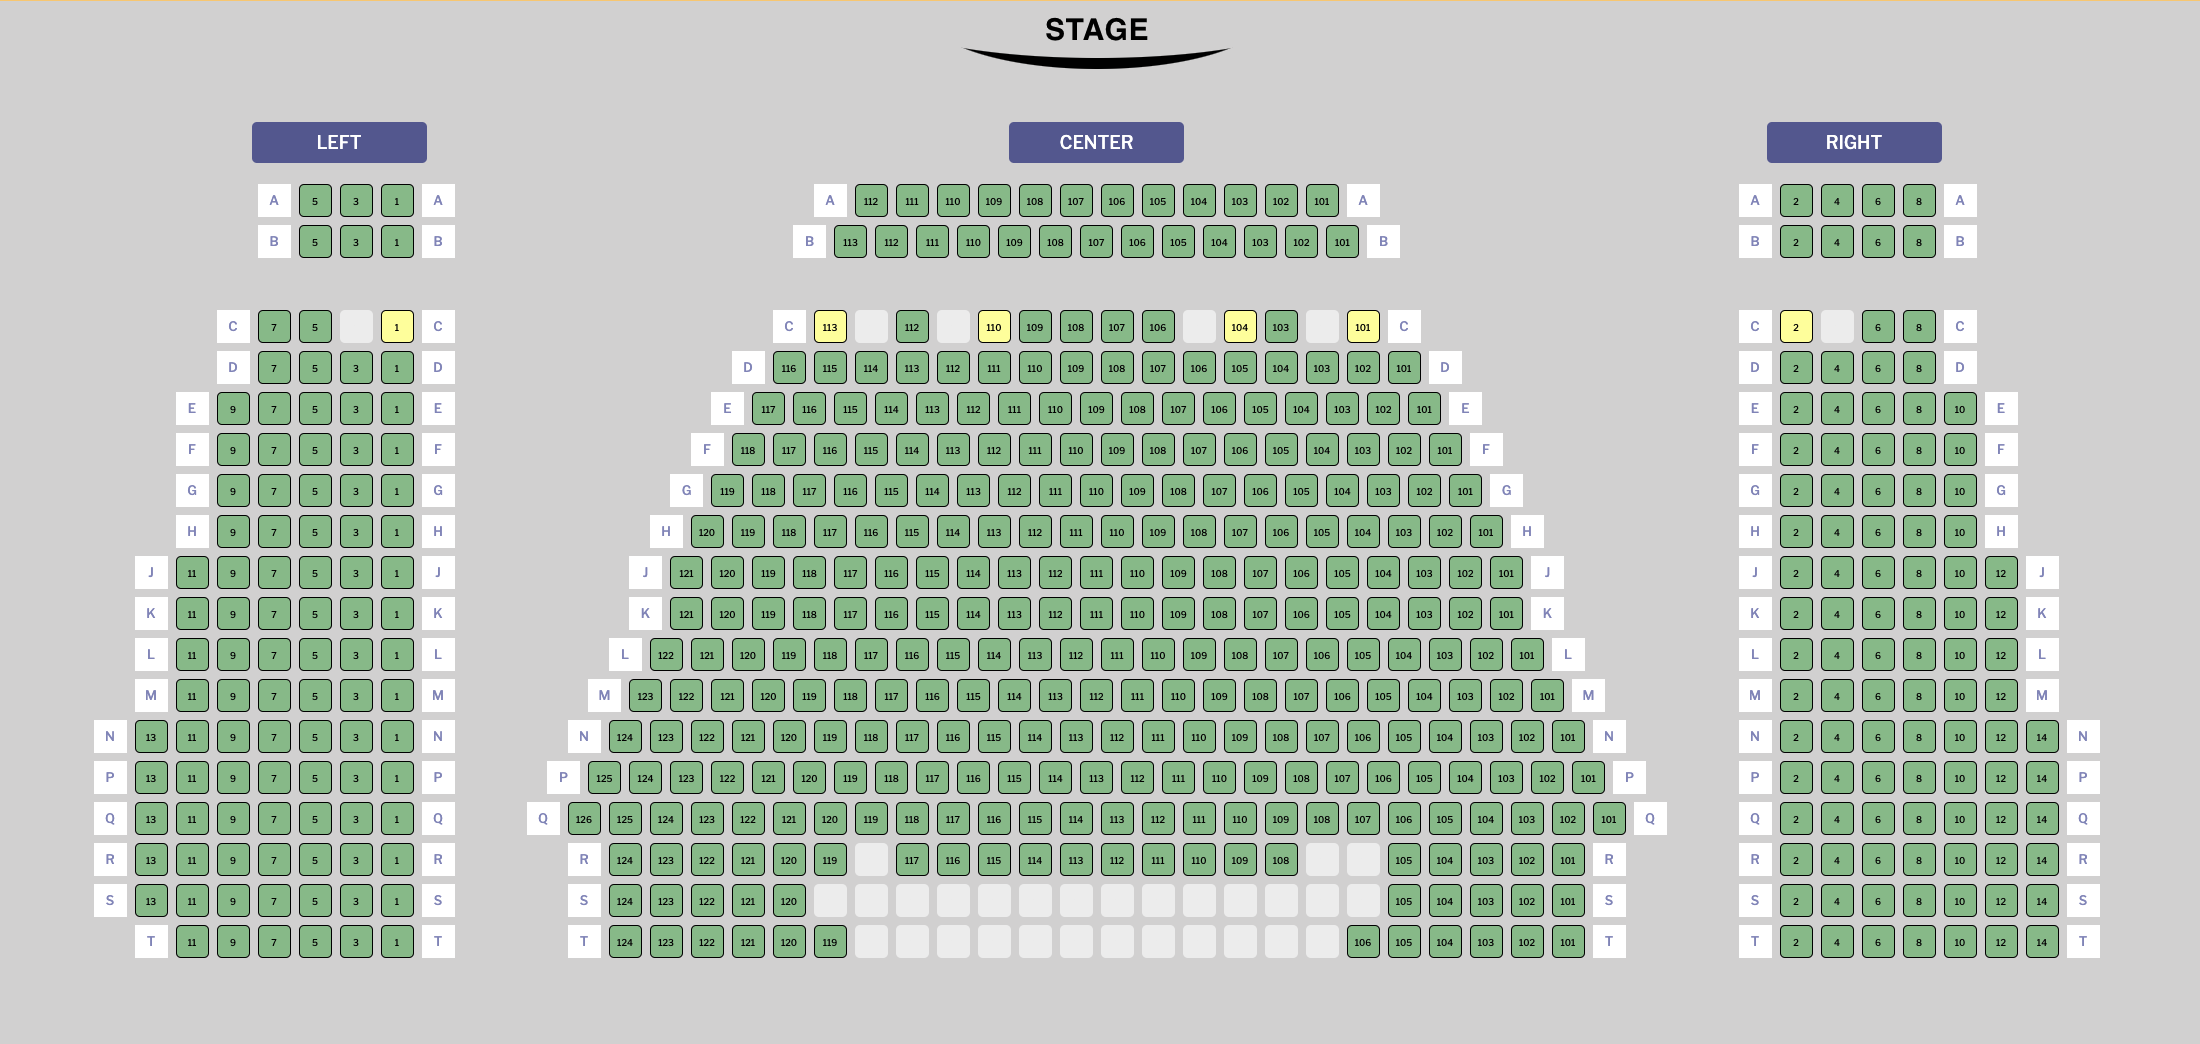 STAGE
LEFT CENTER RIGHT
A 5 3 1 A A 112 111 110 109 108 107 106 105 104 103 102 101 A A 2 4 6 8 A
B 5 3 1 B B 113 112 111 110 109 108 107 106 105 104 103 102 101 B B 2 4 6 8 B
C 7 5 1 C C 113 112 110 109 108 107 106 104 103 101 C C 2 6 8 C
D 7 5 3 1 D D 116 115 114 113 112 111 110 109 108 107 106 105 104 103 102 101 D D 2 4 6 8 D
E 9 7 5 3 1 E E 117 116 115 114 113 112 111 110 109 108 107 106 105 104 103 102 101 E E 2 4 6 8 10 E
F 9 7 5 3 1 F F 118 117 116 115 114 113 112 111 110 109 108 107 106 105 104 103 102 101 F F 2 4 6 8 10 F
G 9 7 5 3 1 G G 119 118 117 116 115 114 113 112 111 110 109 108 107 106 105 104 103 102 101 G G 2 4 6 8 10 G
H 9 7 5 3 1 H H 120 119 118 117 116 115 114 113 112 111 110 109 108 107 106 105 104 103 102 101 H H 2 4 6 8 10 H
J 11 9 7 5 3 1 J J 121 120 119 118 117 116 115 114 113 112 111 110 109 108 107 106 105 104 103 102 101 J J 2 4 6 8 10 12 J
K 11 9 7 5 3 1 K K 121 120 119 118 117 116 115 114 113 112 111 110 109 108 107 106 105 104 103 102 101 K K 2 4 6 8 10 12 K
L 11 9 7 5 3 1 L L 122 121 120 119 118 117 116 115 114 113 112 111 110 109 108 107 106 105 104 103 102 101 L L 2 4 6 8 10 12 L
M 11 9 7 5 3 1 M M 123 122 121 120 119 118 117 116 115 114 113 112 111 110 109 108 107 106 105 104 103 102 101 M M 2 4 6 8 10 12 M
N 13 11 9 7 5 3 1 N N 124 123 122 121 120 119 118 117 116 115 114 113 112 111 110 109 108 107 106 105 104 103 102 101 N N 2 4 6 8 10 12 14 N
P 13 11 9 7 5 3 1 P P 125 124 123 122 121 120 119 118 117 116 115 114 113 112 111 110 109 108 107 106 105 104 103 102 101 P P 2 4 6 8 10 12 14 P
Q 13 11 9 7 5 3 1 Q Q 126 125 124 123 122 121 120 119 118 117 116 115 114 113 112 111 110 109 108 107 106 105 104 103 102 101 Q Q 2 4 6 8 10 12 14 Q
R 13 11 9 7 5 3 1 R R 124 123 122 121 120 119 117 116 115 114 113 112 111 110 109 108 105 104 103 102 101 R R 2 4 6 8 10 12 14 R
S 13 11 9 7 5 3 1 S S 124 123 122 121 120 105 104 103 102 101 S S 2 4 6 8 10 12 14 S
T 11 9 7 5 3 1 T T 124 123 122 121 120 119 106 105 104 103 102 101 T T 2 4 6 8 10 12 14 T